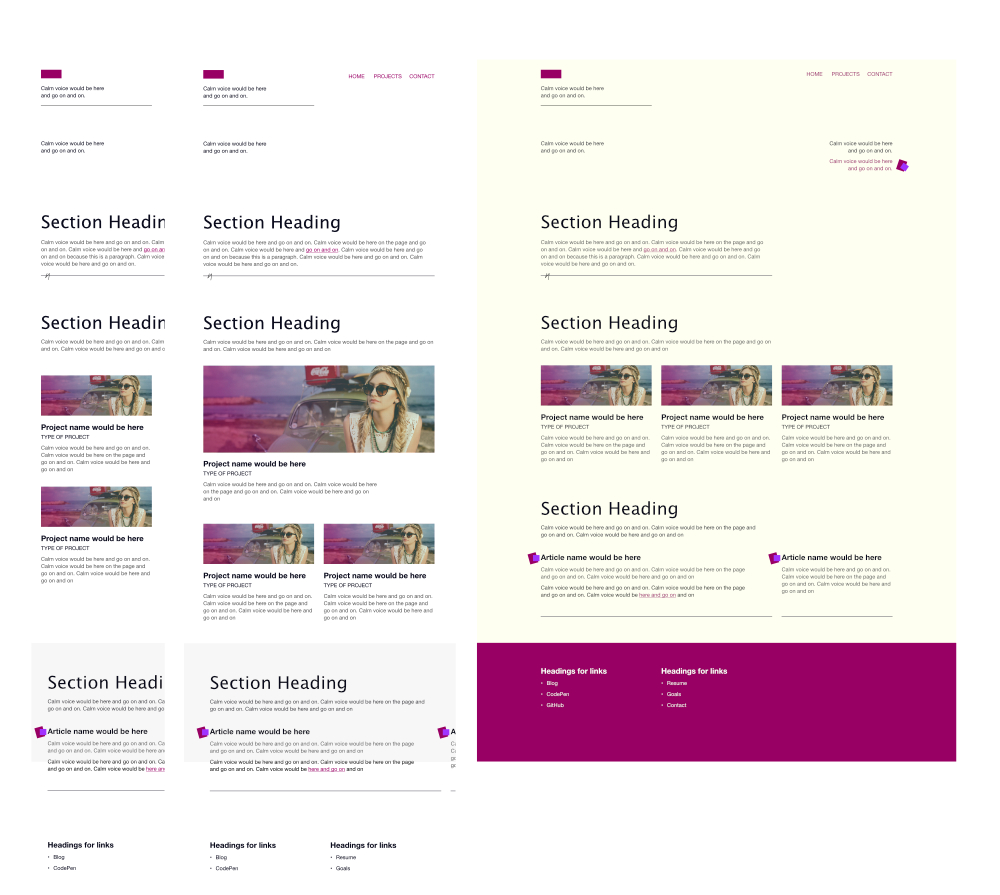 Calm voice would be here
and go on and on.
Calm voice would be here
and go on and on.
Section Headin
Calm voice would be here and go on and on. Calm
on and on. Calm voice would be here and go on an
on and on because this is a paragraph. Calm voice
voice would be here and go on and on.
Section Headin
Calm voice would be here and go on and on. Calm
and on. Calm voice would be here and go on and o
Project name would be here
TYPE OF PROJECT
Calm voice would be here and go on and on.
Calm voice would be here on the page and
go on and on. Calm voice would be here and
go on and on
Project name would be here
TYPE OF PROJECT
Calm voice would be here and go on and on.
Calm voice would be here on the page and
go on and on. Calm voice would be here and
go on and on
Section Headi
Calm voice would be here and go on and on. Ca
go on and on. Calm voice would be here and go
Article name would be here
Calm voice would be here and go on and on. Ca
and go on and on. Calm voice would be here an
Calm voice would be here and go on and on. Ca
and go on and on. Calm voice would be here an
Headings for links
• Blog
• CodePen
HOME PROJECTS CONTACT
Calm voice would be here
and go on and on.
Calm voice would be here
and go on and on.
Section Heading
Calm voice would be here and go on and on. Calm voice would be here on the page and go
on and on. Calm voice would be here and go on and on. Calm voice would be here and go
on and on because this is a paragraph. Calm voice would be here and go on and on. Calm
voice would be here and go on and on.
Section Heading
Calm voice would be here and go on and on. Calm voice would be here on the page and go on
and on. Calm voice would be here and go on and on
Coca-Cola
Project name would be here
TYPE OF PROJECT
Calm voice would be here and go on and on. Calm voice would be here
on the page and go on and on. Calm voice would be here and go on
and on
Project name would be here
TYPE OF PROJECT
Calm voice would be here and go on and on.
Calm voice would be here on the page and
go on and on. Calm voice would be here and
go on and on
Project name would be here
TYPE OF PROJECT
Calm voice would be here and go on and on.
Calm voice would be here on the page and
go on and on. Calm voice would be here and
go on and on
Section Heading
Calm voice would be here and go on and on. Calm voice would be here on the page and
go on and on. Calm voice would be here and go on and on
Article name would be here
Calm voice would be here and go on and on. Calm voice would be here on the page
and go on and on. Calm voice would be here and go on and on
Calm voice would be here and go on and on. Calm voice would be here on the page
and go on and on. Calm voice would be here and go on and on
A
Headings for links
• Blog
• CodePen
Headings for links
• Resume
• Goals
HOME PROJECTS CONTACT
Calm voice would be here
and go on and on.
Calm voice would be here
and go on and on.
Calm voice would be here
and go on and on.
Calm voice would be here
and go on and on.
Section Heading
Calm voice would be here and go on and on. Calm voice would be here on the page and go
on and on. Calm voice would be here and go on and on. Calm voice would be here and go
on and on because this is a paragraph. Calm voice would be here and go on and on. Calm
voice would be here and go on and on.
Section Heading
Calm voice would be here and go on and on. Calm voice would be here on the page and go on
and on. Calm voice would be here and go on and on
Project name would be here
TYPE OF PROJECT
Calm voice would be here and go on and on.
Calm voice would be here on the page and
go on and on. Calm voice would be here and
go on and on
Project name would be here
TYPE OF PROJECT
Calm voice would be here and go on and on.
Calm voice would be here on the page and
go on and on. Calm voice would be here and
go on and on
Project name would be here
TYPE OF PROJECT
Calm voice would be here and go on and on.
Calm voice would be here on the page and
go on and on. Calm voice would be here and
go on and on
Section Heading
Calm voice would be here and go on and on. Calm voice would be here on the page and
go on and on. Calm voice would be here and go on and on
Article name would be here
Calm voice would be here and go on and on. Calm voice would be here on the page
and go on and on. Calm voice would be here and go on and on
Calm voice would be here and go on and on. Calm voice would be here on the page
and go on and on. Calm voice would be here and go on and on
Article name would be here
Calm voice would be here and go on and on.
Calm voice would be here on the page and
go on and on. Calm voice would be here and
go on and on
Headings for links
• Blog
• CodePen
• GitHub
Headings for links
• Resume
• Goals
• Contact